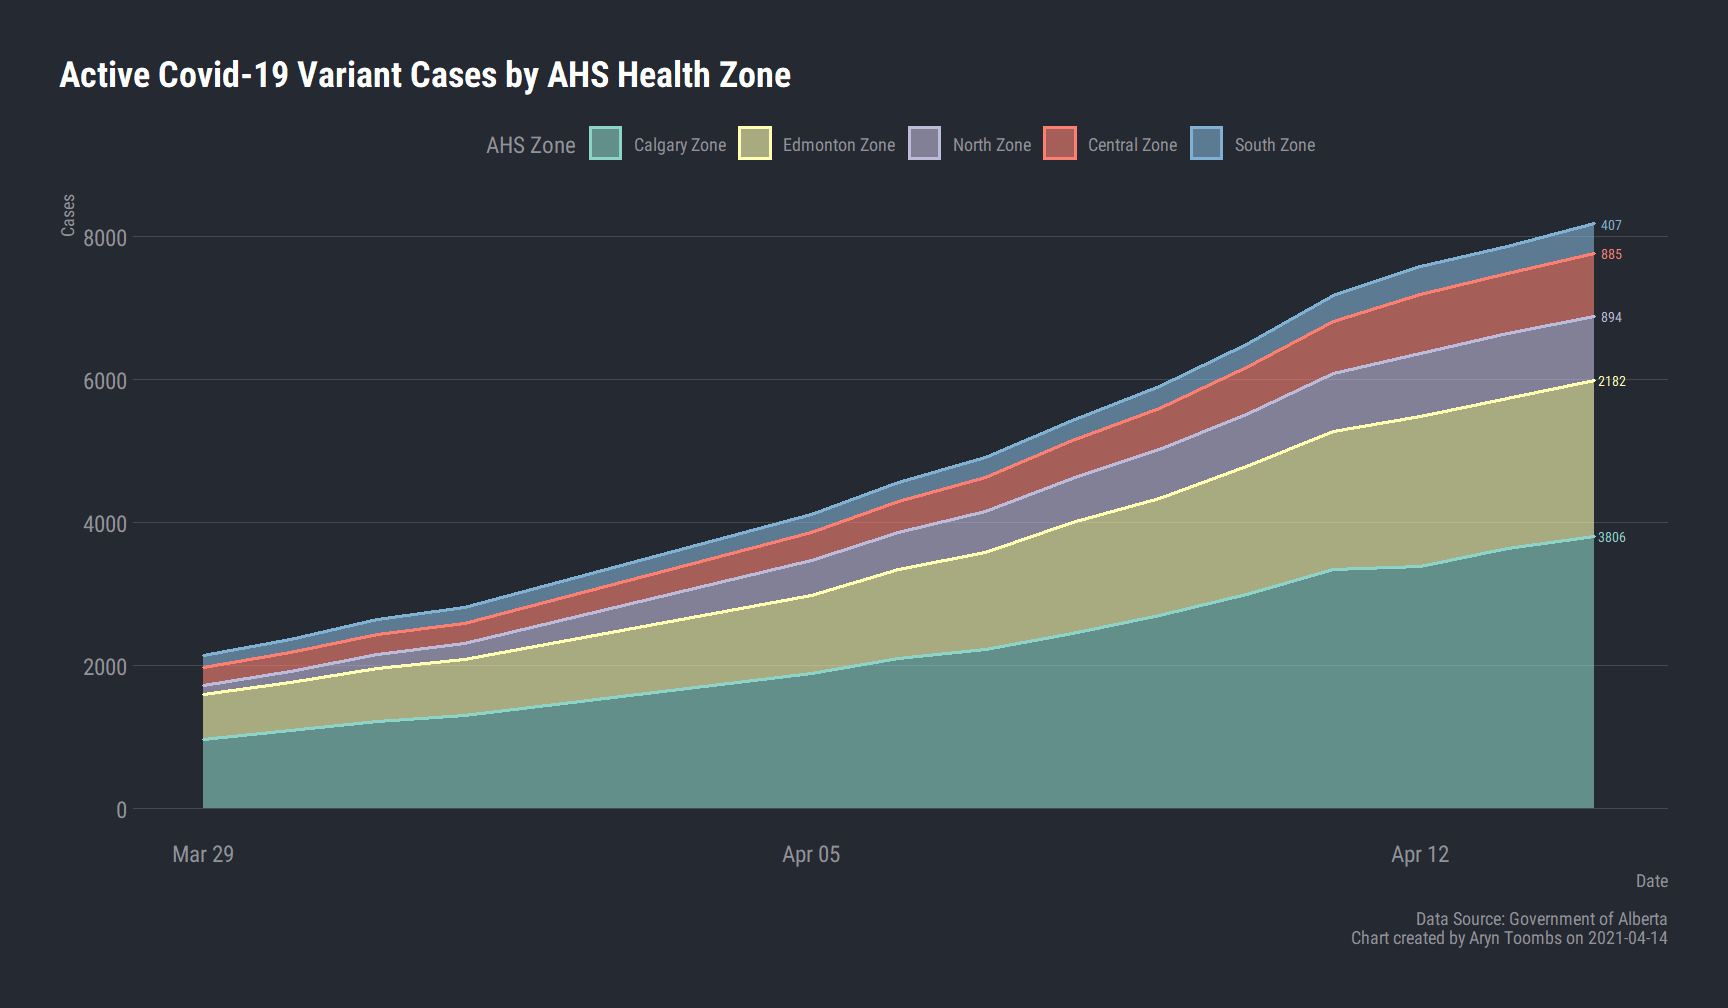 Active Covid-19 Variant Cases by AHS Health Zone
AHS Zone Calgary Zone Edmonton Zone North Zone Central Zone South Zone
Cases
8000
6000
4000
2000
0
407
885
894
2182
3806
Mar 29 Apr 05 Apr 12
Date
Data Source: Government of Alberta
Chart created by Aryn Toombs on 2021-04-14